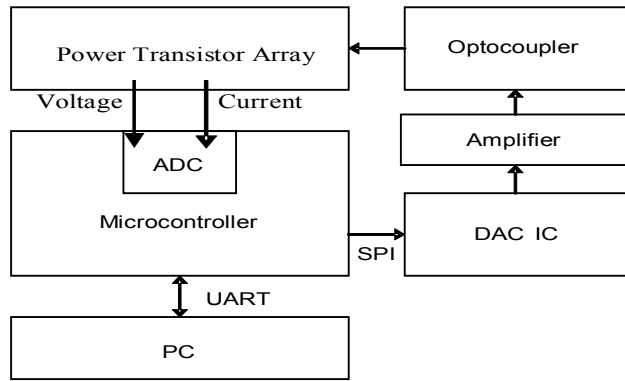 Power Transistor Array
Optocoupler
Voltage
Current
Amplifier
ADC
Microcontroller
DAC IC
SPI
UART
PC